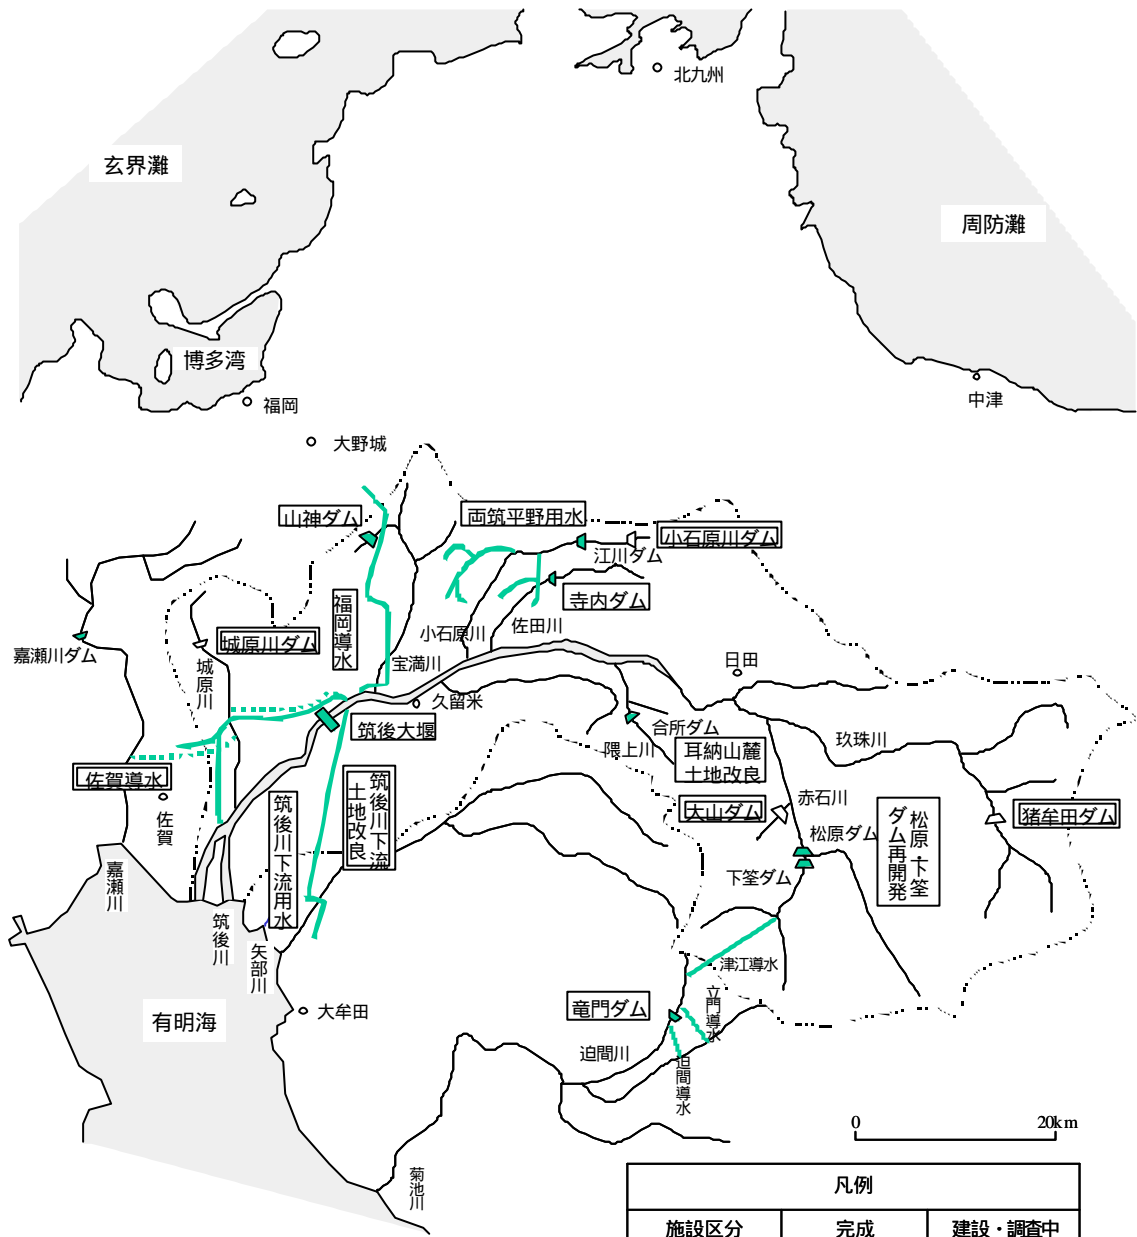 北九州
玄界灘
周防灘
博多湾
福岡
中津
大野城
山神ダム
両筑平野用水
小石原川ダム
江川ダム
寺内ダム
福岡導水
城原川ダム
小石原川
佐田川
嘉瀬川ダム
城原川
宝満川
日田
久留米
筑後大堰
合所ダム
隈上川
耳納山麓
土地改良
玖珠川
佐賀導水
佐賀
筑後川下流用水
筑後川下流
土地改良
大山ダム
赤石川
松原ダム
松原・下筌
ダム再開発
猪牟田ダム
下筌ダム
嘉瀬川
筑後川
矢部川
津江導水
有明海
大牟田
竜門ダム
立門導水
迫間川
迫間導水
菊池川
0
20km
凡例
施設区分
完成
建設・調査中